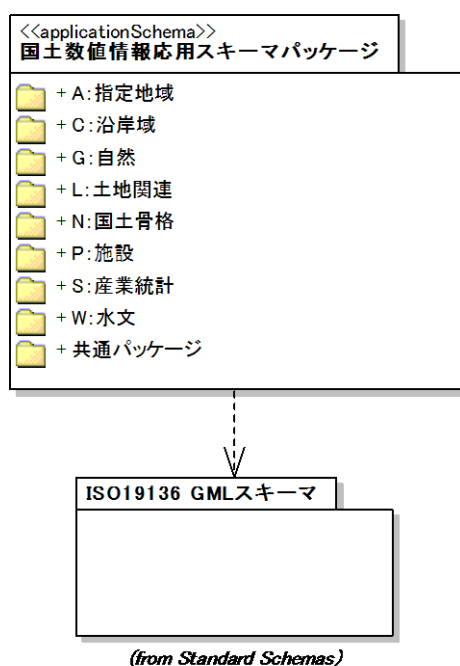 <<applicationSchema>>
国土数値情報応用スキーマパッケージ
+ A:指定地域
+ C:沿岸域
+ G:自然
+ L:土地関連
+ N:国土骨格
+ P:施設
+ S:産業統計
+ W:水文
+ 共通パッケージ
ISO19136 GMLスキーマ
(from Standard Schemas)